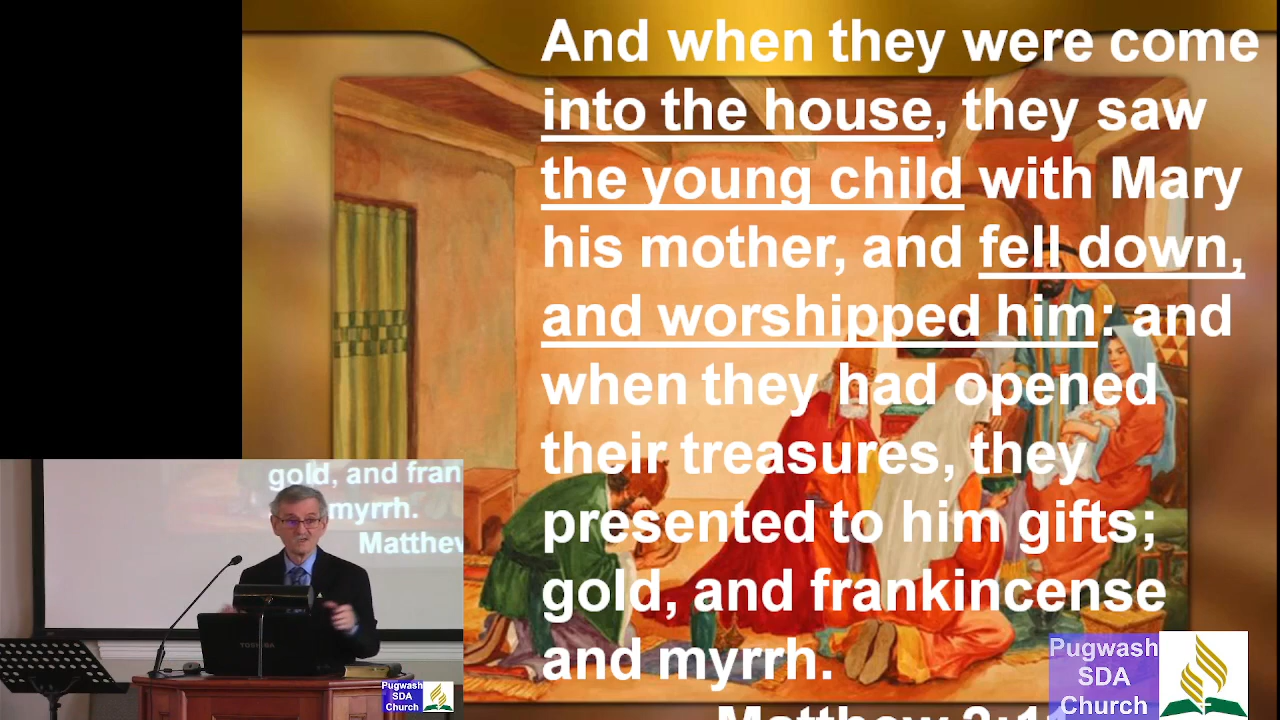 And when they were come
into the house, they saw
the young child with Mary
his mother, and fell down,
and worshipped him: and
when they had opened
their treasures, they
presented to him gifts;
gold, and frankincense
and myrrh.
gold, and fran
myrrh.
Matthew
TOSHIBA
Pugwash
SDA
Church
Pugwash
SDA
Church